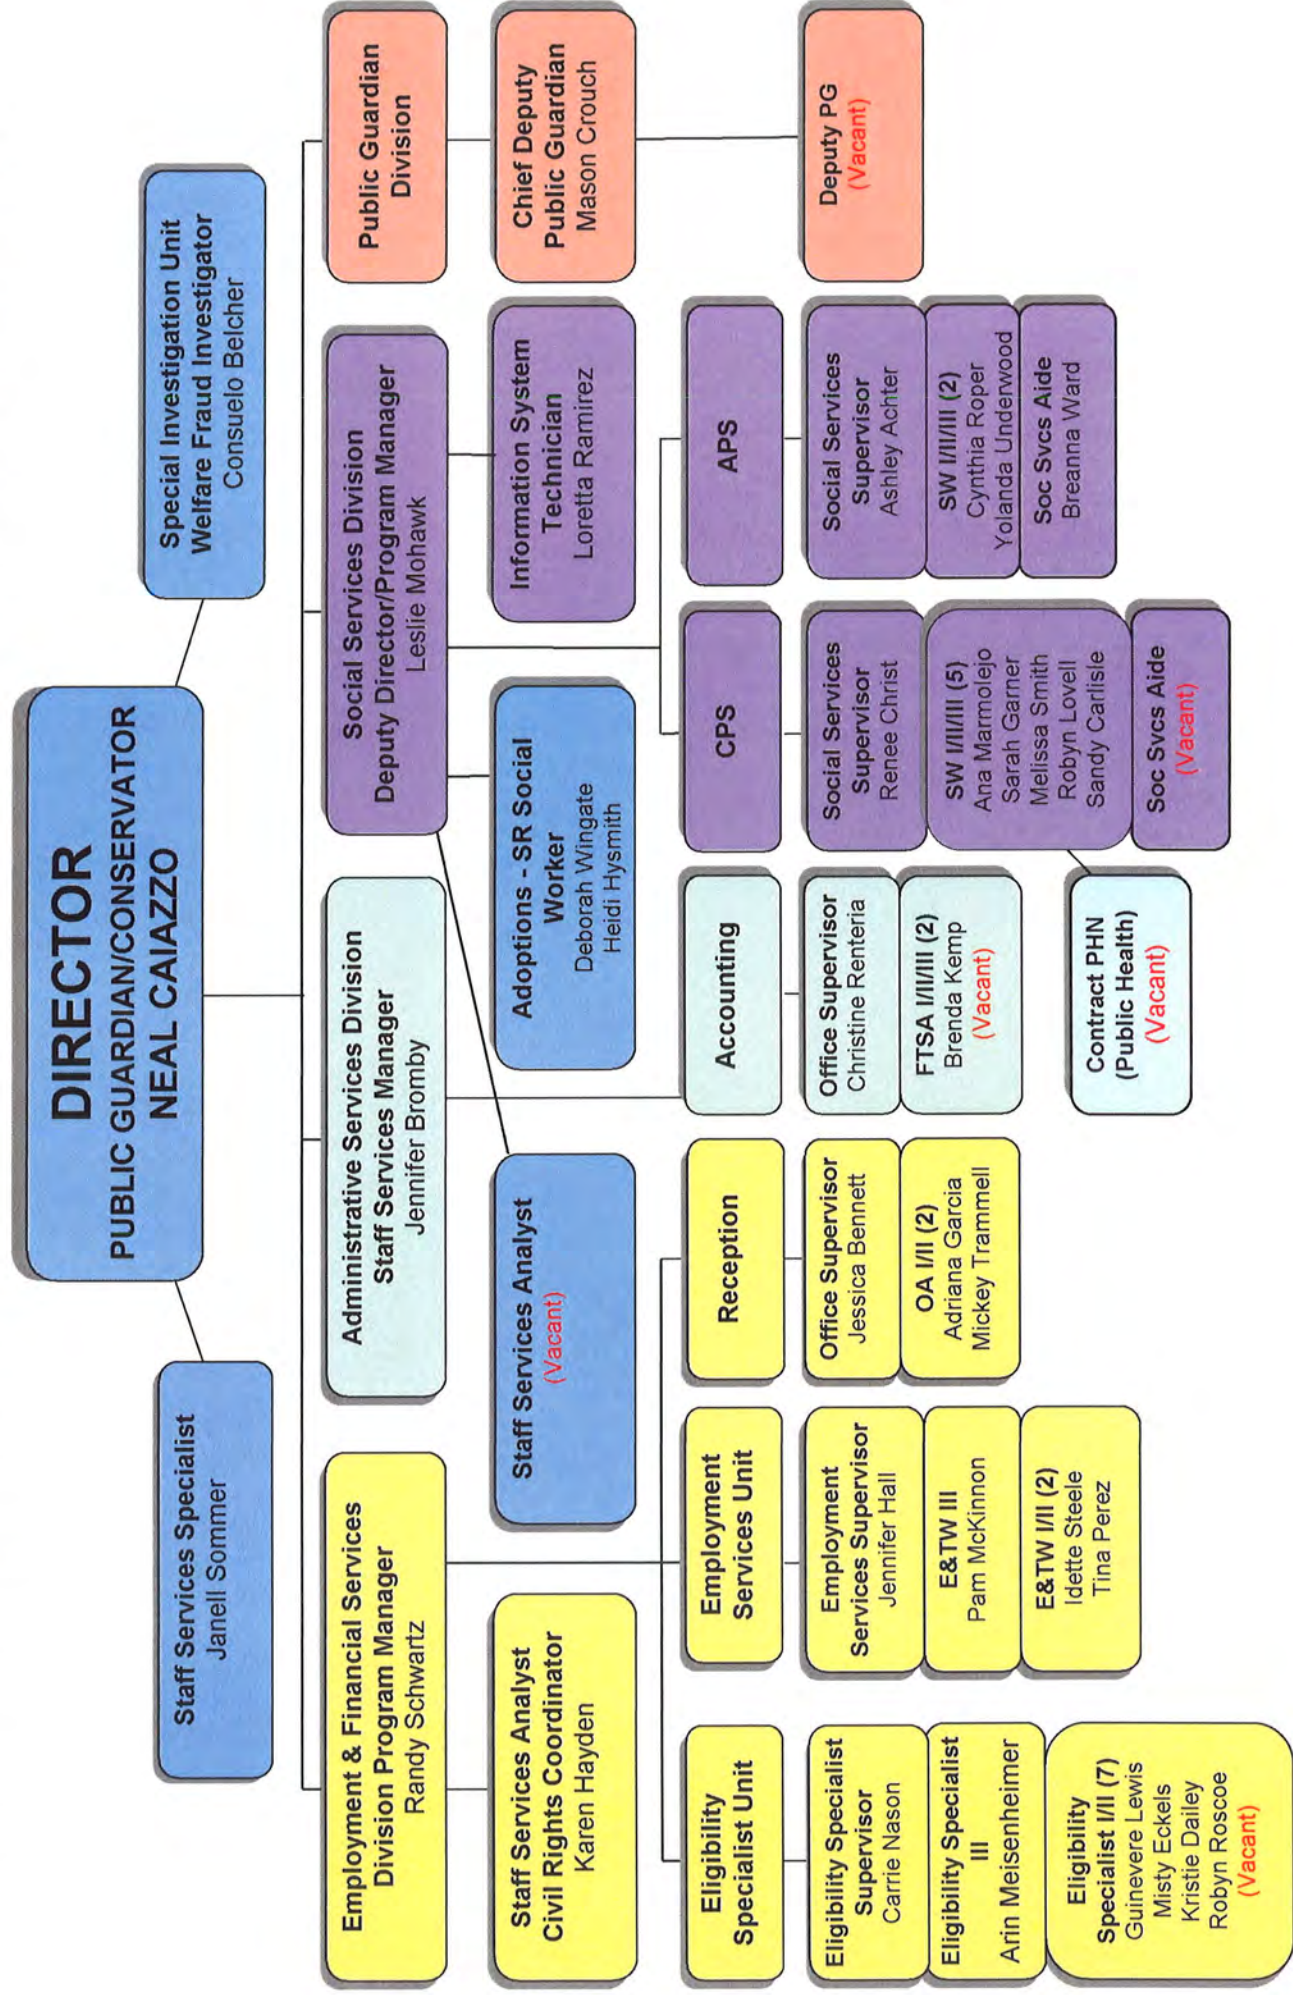 DIRECTOR
PUBLIC GUARDIAN/CONSERVATOR
NEAL CAIAZZO
Staff Services Specialist
Janell Sommer
Special Investigation Unit
Welfare Fraud Investigator
Consuelo Belcher
Employment & Financial Services
Division Program Manager
Randy Schwartz
Administrative Services Division
Staff Services Manager
Jennifer Bromby
Social Services Division
Deputy Director/Program Manager
Leslie Mohawk
Public Guardian
Division
Staff Services Analyst
Civil Rights Coordinator
Karen Hayden
Staff Services Analyst
(Vacant)
Adoptions - SR Social
Worker
Deborah Wingate
Heidi Hysmith
Information System
Technician
Loretta Ramirez
Chief Deputy
Public Guardian
Mason Crouch
Eligibility
Specialist Unit
Employment
Services Unit
Reception
Accounting
CPS
APS
Eligibility Specialist
Supervisor
Carrie Nason
Eligibility Specialist
III
Arin Meisenheimer
Eligibility
Specialist I/II (7)
Guinevere Lewis
Misty Eckels
Kristie Dailey
Robyn Roscoe
(Vacant)
Employment
Services Supervisor
Jennifer Hall
E&TW III
Pam McKinnon
E&TW I/II (2)
Idette Steele
Tina Perez
Office Supervisor
Jessica Bennett
OA I/II (2)
Adriana Garcia
Mickey Trammell
Office Supervisor
Christine Renteria
FTSA I/II/III (2)
Brenda Kemp
(Vacant)
Contract PHN
(Public Health)
(Vacant)
Social Services
Supervisor
Renee Christ
SW I/II/III (5)
Ana Marmolejo
Sarah Garner
Melissa Smith
Robyn Lovell
Sandy Carlisle
Soc Svcs Aide
(Vacant)
Social Services
Supervisor
Ashley Achter
SW I/II/III (2)
Cynthia Roper
Yolanda Underwood
Soc Svcs Aide
Breanna Ward
Deputy PG
(Vacant)